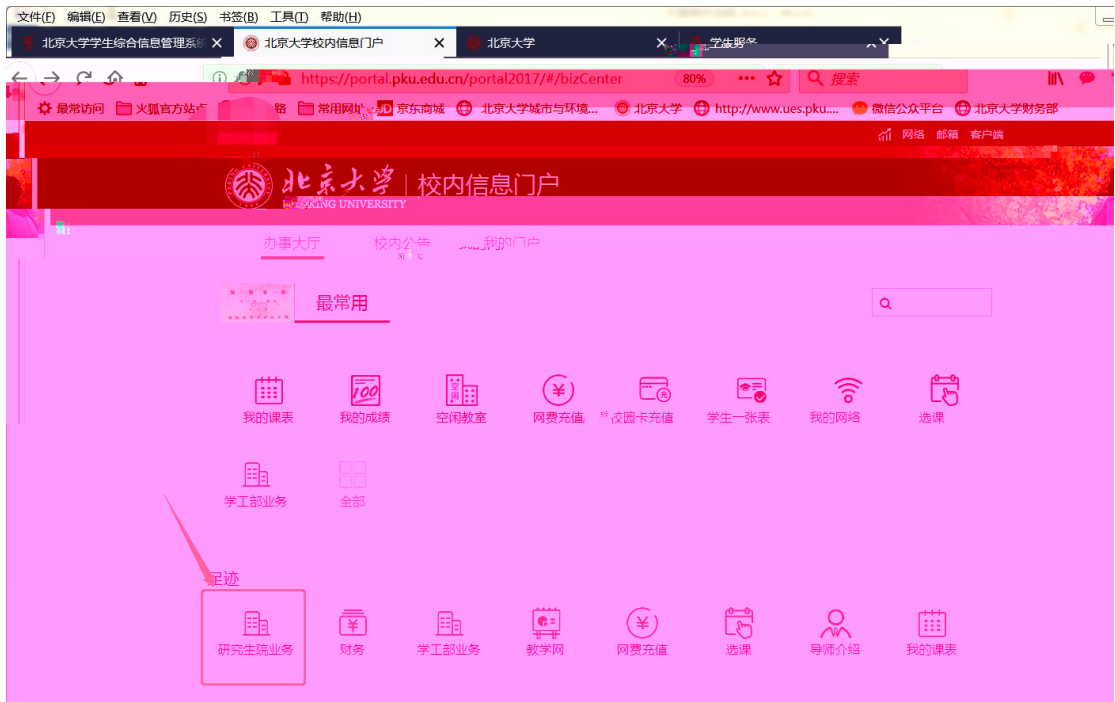 文件(F) 编辑(E) 查看(V) 历史(S) 书签(B) 工具(T) 帮助(H)
北京大学学生综合信息管理系统 北京大学校内信息门户 北京大学
https://portal.pku.edu.cn/portal2017/#/bizCenter 80% 搜索
最常访问 火狐官方站点 常用网址 JD 京东商城 北京大学城市与环境... 北京大学 http://www.ues.pku.... 微信公众平台 北京大学财务部
网络 邮箱 客户端
北京大学 校内信息门户
PEKING UNIVERSITY
办事大厅 校内公告 我的门户
最常用
我的课表 我的成绩 空闲教室 网费充值 校园卡充值 学生一张表 我的网络 选课
学工部业务 全部
足迹
研究生院业务 财务 学工部业务 教学网 网费充值 选课 导师介绍 我的课表